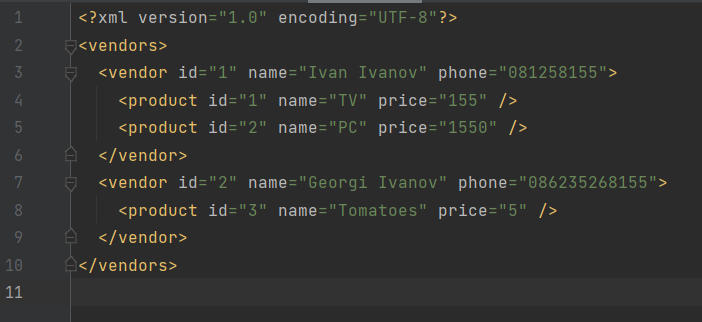 1 <?xml version="1.0" encoding="UTF-8"?>
2 <vendors>
3   <vendor id="1" name="Ivan Ivanov" phone="081258155">
4     <product id="1" name="TV" price="155" />
5     <product id="2" name="PC" price="1550" />
6   </vendor>
7   <vendor id="2" name="Georgi Ivanov" phone="086235268155">
8     <product id="3" name="Tomatoes" price="5" />
9   </vendor>
10 </vendors>
11